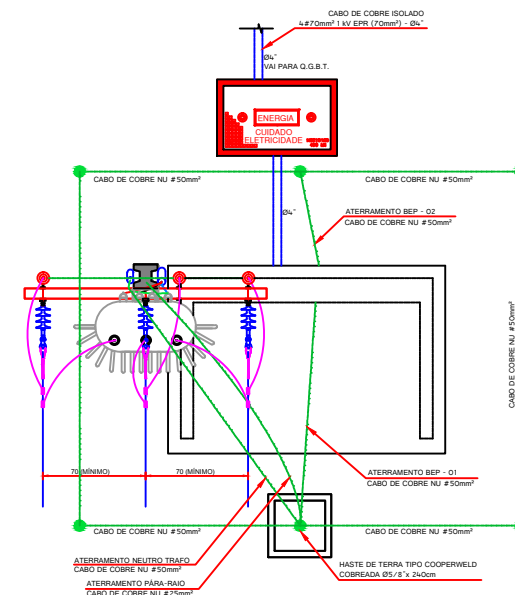 CABO DE COBRE ISOLADO
4#70mm² 1 kV EPR (70mm²) - Ø4"
Ø4"
VAI PARA Q.G.B.T.
ENERGIA
CUIDADO
ELETRICIDADE
CABO DE COBRE NU #50mm²
CABO DE COBRE NU #50mm²
Ø4"
ATERRAMENTO BEP - 02
CABO DE COBRE NU #50mm²
CABO DE COBRE NU #50mm²
70 (MÍNIMO)
70 (MÍNIMO)
ATERRAMENTO BEP - 01
CABO DE COBRE NU #50mm²
CABO DE COBRE NU #50mm²
CABO DE COBRE NU #50mm²
ATERRAMENTO NEUTRO TRAFO
CABO DE COBRE NU #50mm²
HASTE DE TERRA TIPO COOPERWELD
COBREADA Ø5/8"x 240cm
ATERRAMENTO PÁRA-RAIO
CABO DE COBRE NU #25mm²